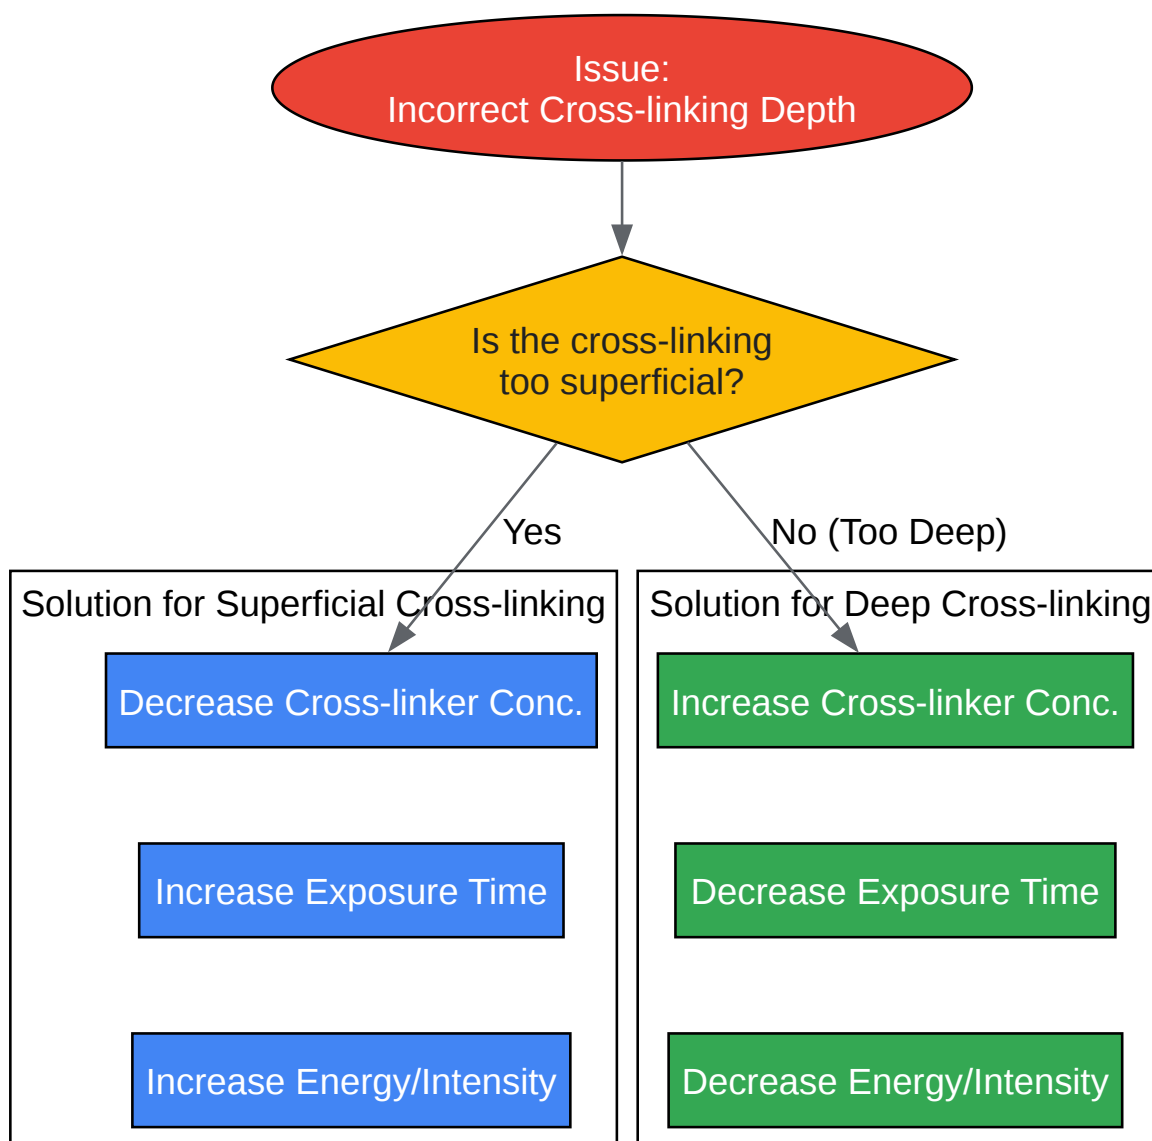 Issue:
Incorrect Cross-linking Depth
Is the cross-linking
too superficial?
Yes
No (Too Deep)
Solution for Superficial Cross-linking
Decrease Cross-linker Conc.
Increase Exposure Time
Increase Energy/Intensity
Solution for Deep Cross-linking
Increase Cross-linker Conc.
Decrease Exposure Time
Decrease Energy/Intensity